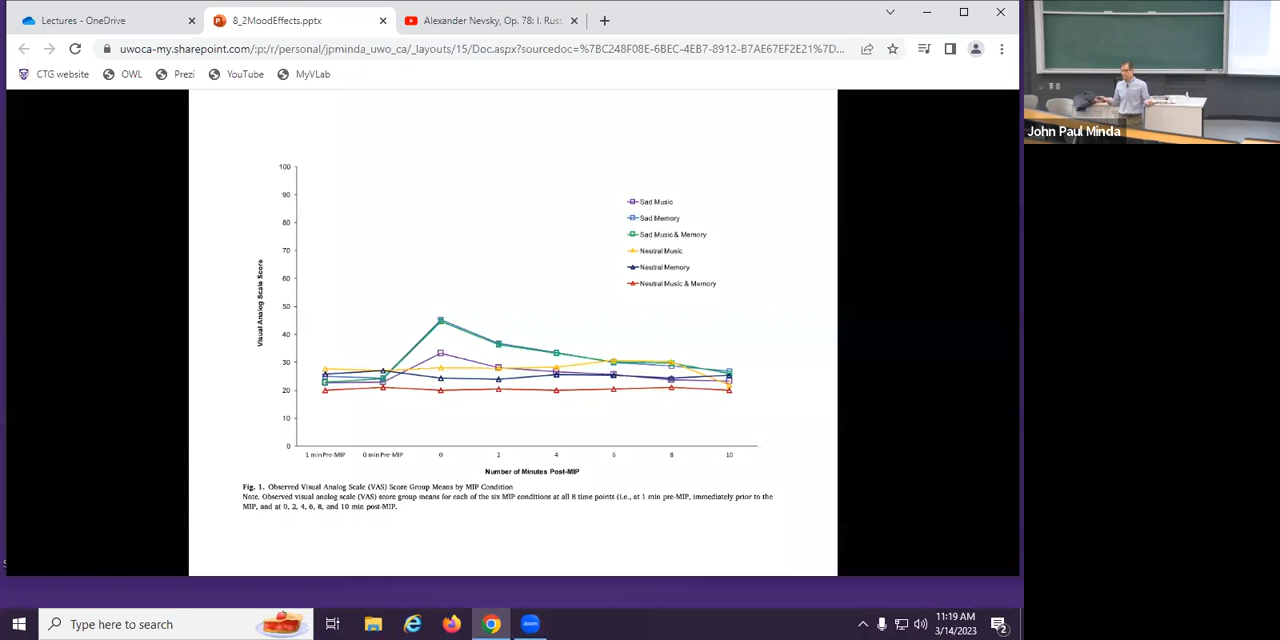 Lectures - OneDrive
8_2MoodEffects.pptx
Alexander Nevsky, Op. 78: I. Rus
uwoca-my.sharepoint.com/:p:/r/personal/jpminda_uwo_ca/_layouts/15/Doc.aspx?sourcedoc=%7BC248F08E-6BEC-4EB7-8912-B7AE67EF2E21%7D...
CTG website
OWL
Prezi
YouTube
MyVLab
John Paul Minda
100
90
80
70
60
50
40
30
20
10
0
Visual Analog Scale Score
Sad Music
Sad Memory
Sad Music & Memory
Neutral Music
Neutral Memory
Neutral Music & Memory
1 min Pre-MIP
0 min Pre-MIP
0
2
4
6
8
10
Number of Minutes Post-MIP
Fig. 1. Observed Visual Analog Scale (VAS) Score Group Means by MIP Condition
Note. Observed visual analog scale (VAS) score group means for each of the six MIP conditions at all 8 time points (i.e., at 1 min pre-MIP, immediately prior to the
MIP, and at 0, 2, 4, 6, 8, and 10 min post-MIP.
Type here to search
zoom
11:19 AM
3/14/2023
2